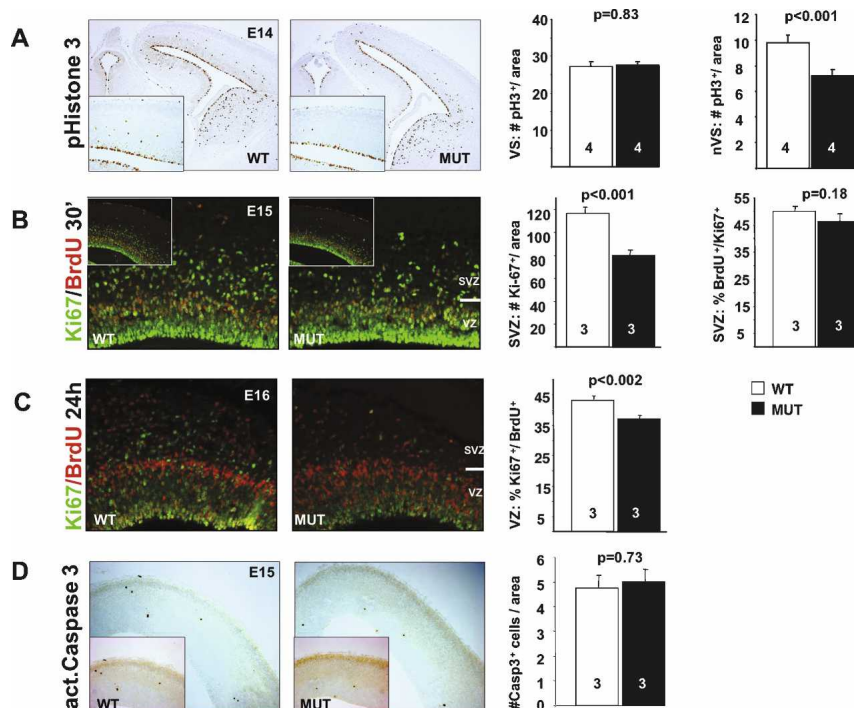 A
pHistone 3
E14
WT
MUT
VS: # pH3⁺/ area
40
30
20
10
p=0.83
4
4
nVS: # pH3⁺/ area
12
10
8
6
4
2
p<0.001
4
4
B
Ki67/BrdU 30'
E15
WT
MUT
SVZ
VZ
SVZ: # Ki-67⁺/ area
120
100
80
60
40
20
p<0.001
3
3
SVZ: % BrdU⁺/Ki67⁺
55
45
35
25
15
5
p=0.18
3
3
C
Ki67/BrdU 24h
E16
WT
MUT
SVZ
VZ
VZ: % Ki67⁺/ BrdU⁺
45
35
25
15
5
p<0.002
3
3
WT
MUT
D
act.Caspase 3
E15
WT
MUT
#Casp3⁺ cells / area
6
5
4
3
2
1
0
p=0.73
3
3